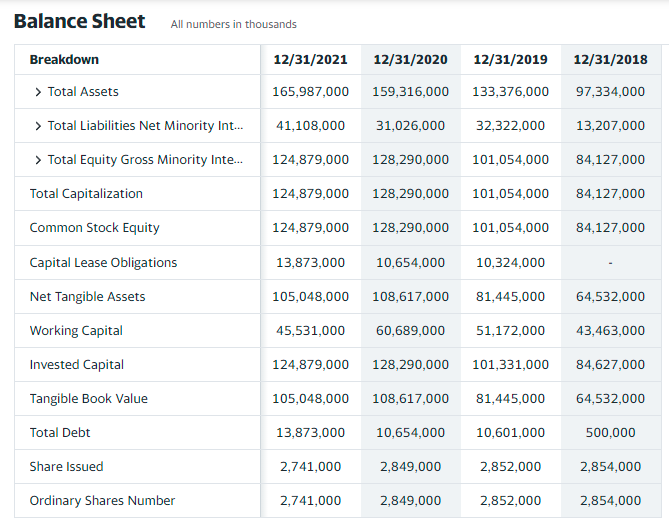 Balance Sheet All numbers in thousands
Breakdown 12/31/2021 12/31/2020 12/31/2019 12/31/2018
> Total Assets 165,987,000 159,316,000 133,376,000 97,334,000
> Total Liabilities Net Minority Int... 41,108,000 31,026,000 32,322,000 13,207,000
> Total Equity Gross Minority Inte... 124,879,000 128,290,000 101,054,000 84,127,000
Total Capitalization 124,879,000 128,290,000 101,054,000 84,127,000
Common Stock Equity 124,879,000 128,290,000 101,054,000 84,127,000
Capital Lease Obligations 13,873,000 10,654,000 10,324,000 -
Net Tangible Assets 105,048,000 108,617,000 81,445,000 64,532,000
Working Capital 45,531,000 60,689,000 51,172,000 43,463,000
Invested Capital 124,879,000 128,290,000 101,331,000 84,627,000
Tangible Book Value 105,048,000 108,617,000 81,445,000 64,532,000
Total Debt 13,873,000 10,654,000 10,601,000 500,000
Share Issued 2,741,000 2,849,000 2,852,000 2,854,000
Ordinary Shares Number 2,741,000 2,849,000 2,852,000 2,854,000